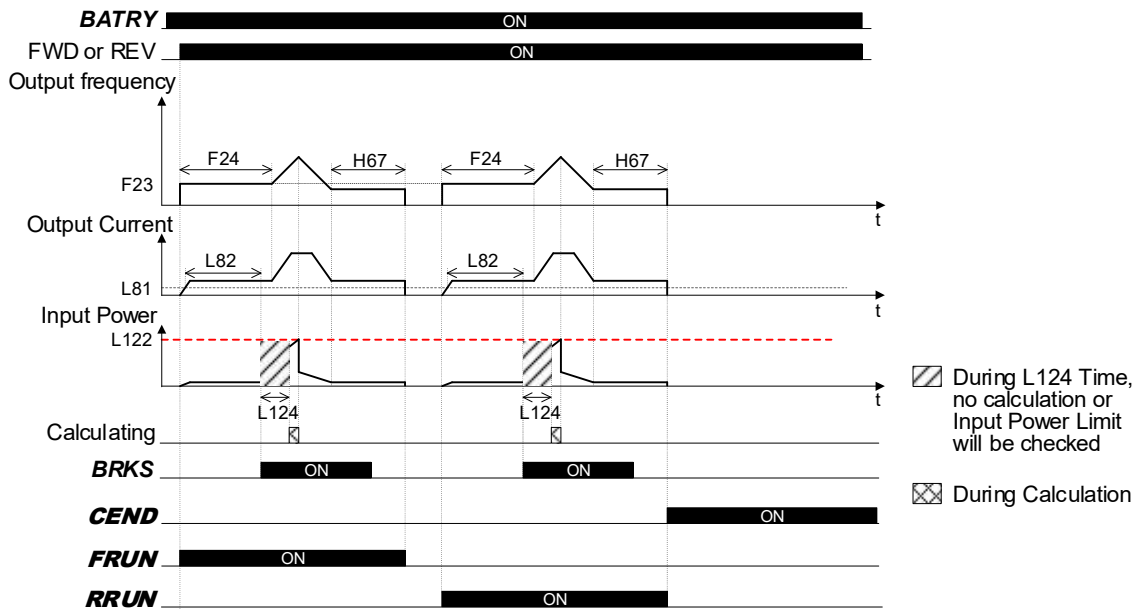 BATRY
ON
FWD or REV
ON
Output frequency
F24
H67
F24
H67
F23
t
Output Current
L82
L82
L81
t
Input Power
L122
t
L124
L124
Calculating
BRKS
ON
ON
CEND
ON
FRUN
ON
RRUN
ON
During L124 Time,
no calculation or
Input Power Limit
will be checked
During Calculation